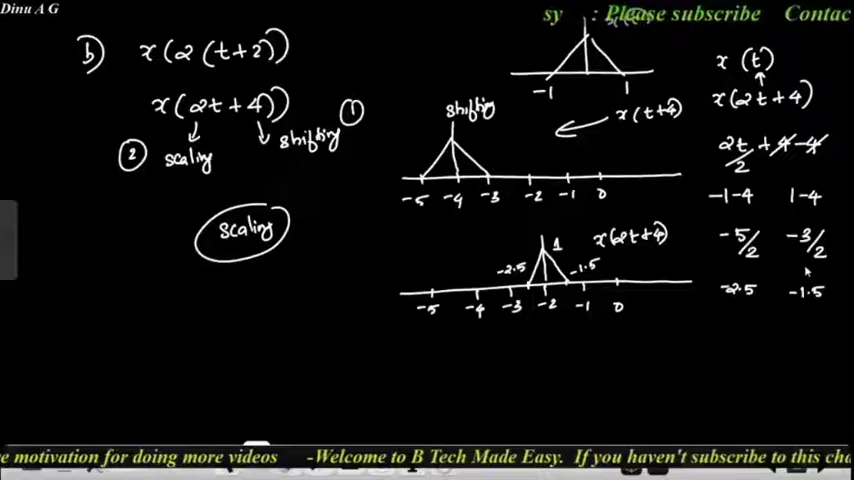 Dinu A G
sy : Please subscribe Contac
b) x(2(t+2))
x(2t+4)) ①
② scaling
shifting
scaling
-1 1
shifting
x(t+4)
-5 -4 -3 -2 -1 0
1 x(2t+4)
-2.5 -1.5
-5 -4 -3 -2 -1 0
x(t)
x(2t+4)
2t/2 + 4 - 4
-1-4 1-4
-5/2 -3/2
-2.5 -1.5
e motivation for doing more videos -Welcome to B Tech Made Easy. If you haven't subscribe to this cha